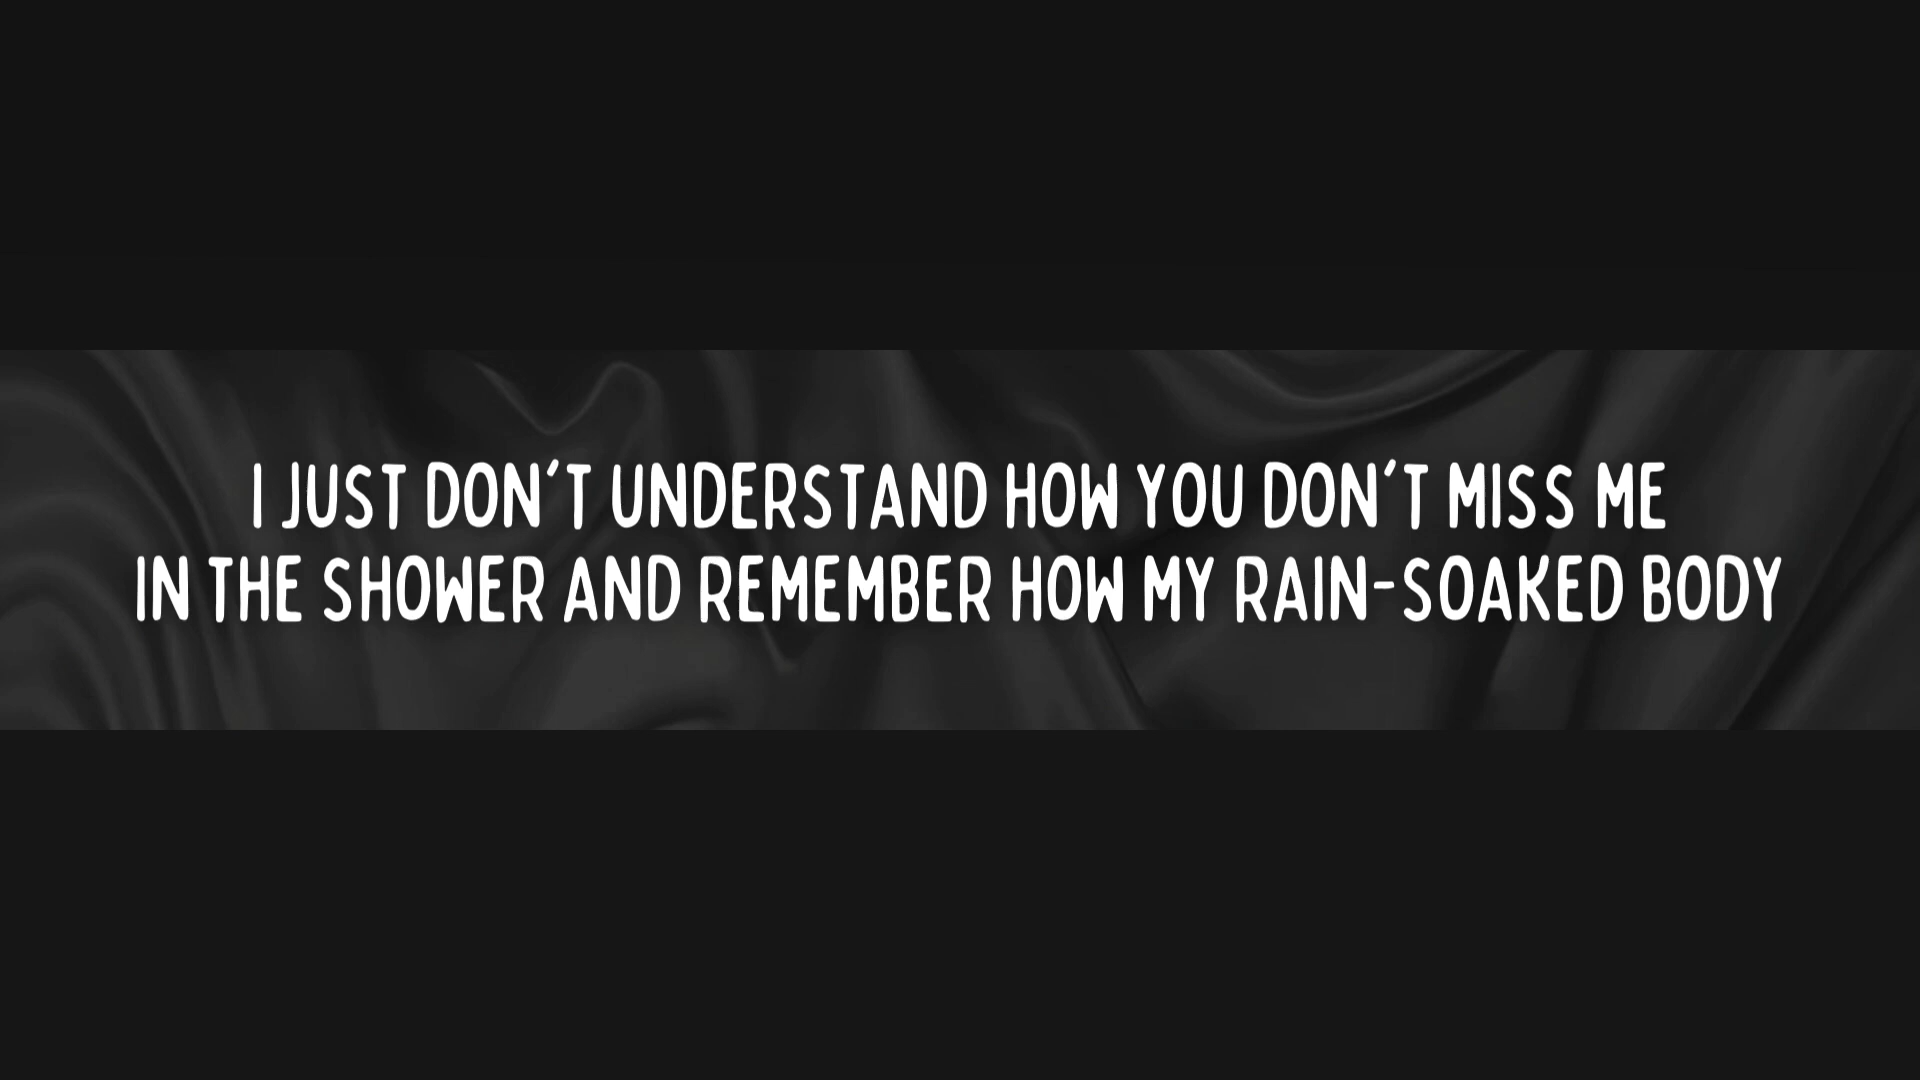 I JUST DON'T UNDERSTAND HOW YOU DON'T MISS ME
IN THE SHOWER AND REMEMBER HOW MY RAIN-SOAKED BODY